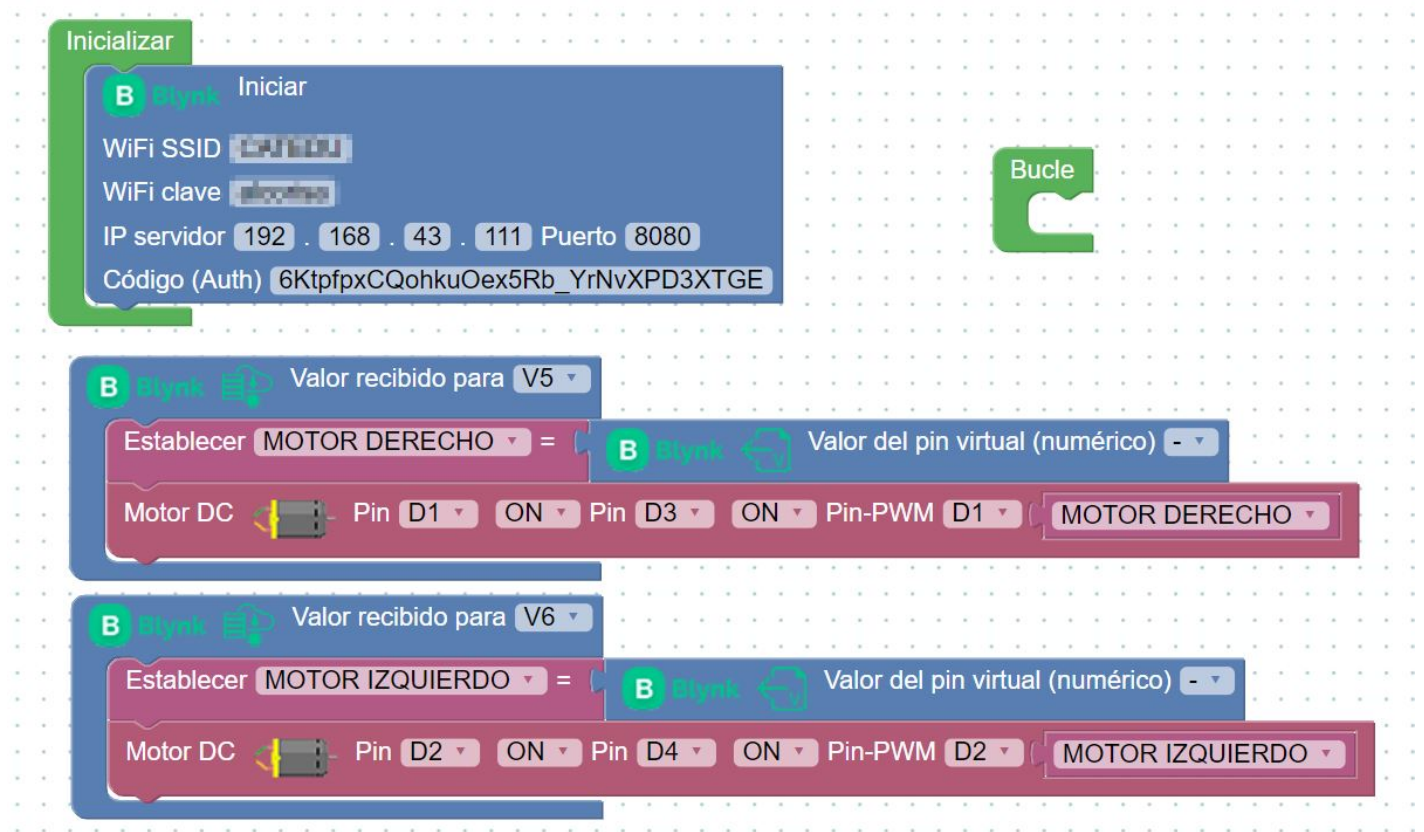 Inicializar
B Blynk Iniciar
WiFi SSID
WiFi clave
IP servidor 192 . 168 . 43 . 111 Puerto 8080
Código (Auth) 6KtpfpxCQohkuOex5Rb_YrNvXPD3XTGE
Bucle
B Blynk Valor recibido para V5
Establecer MOTOR DERECHO = B Blynk V Valor del pin virtual (numérico) -
Motor DC Pin D1 ON Pin D3 ON Pin-PWM D1 MOTOR DERECHO
B Blynk Valor recibido para V6
Establecer MOTOR IZQUIERDO = B Blynk V Valor del pin virtual (numérico) -
Motor DC Pin D2 ON Pin D4 ON Pin-PWM D2 MOTOR IZQUIERDO